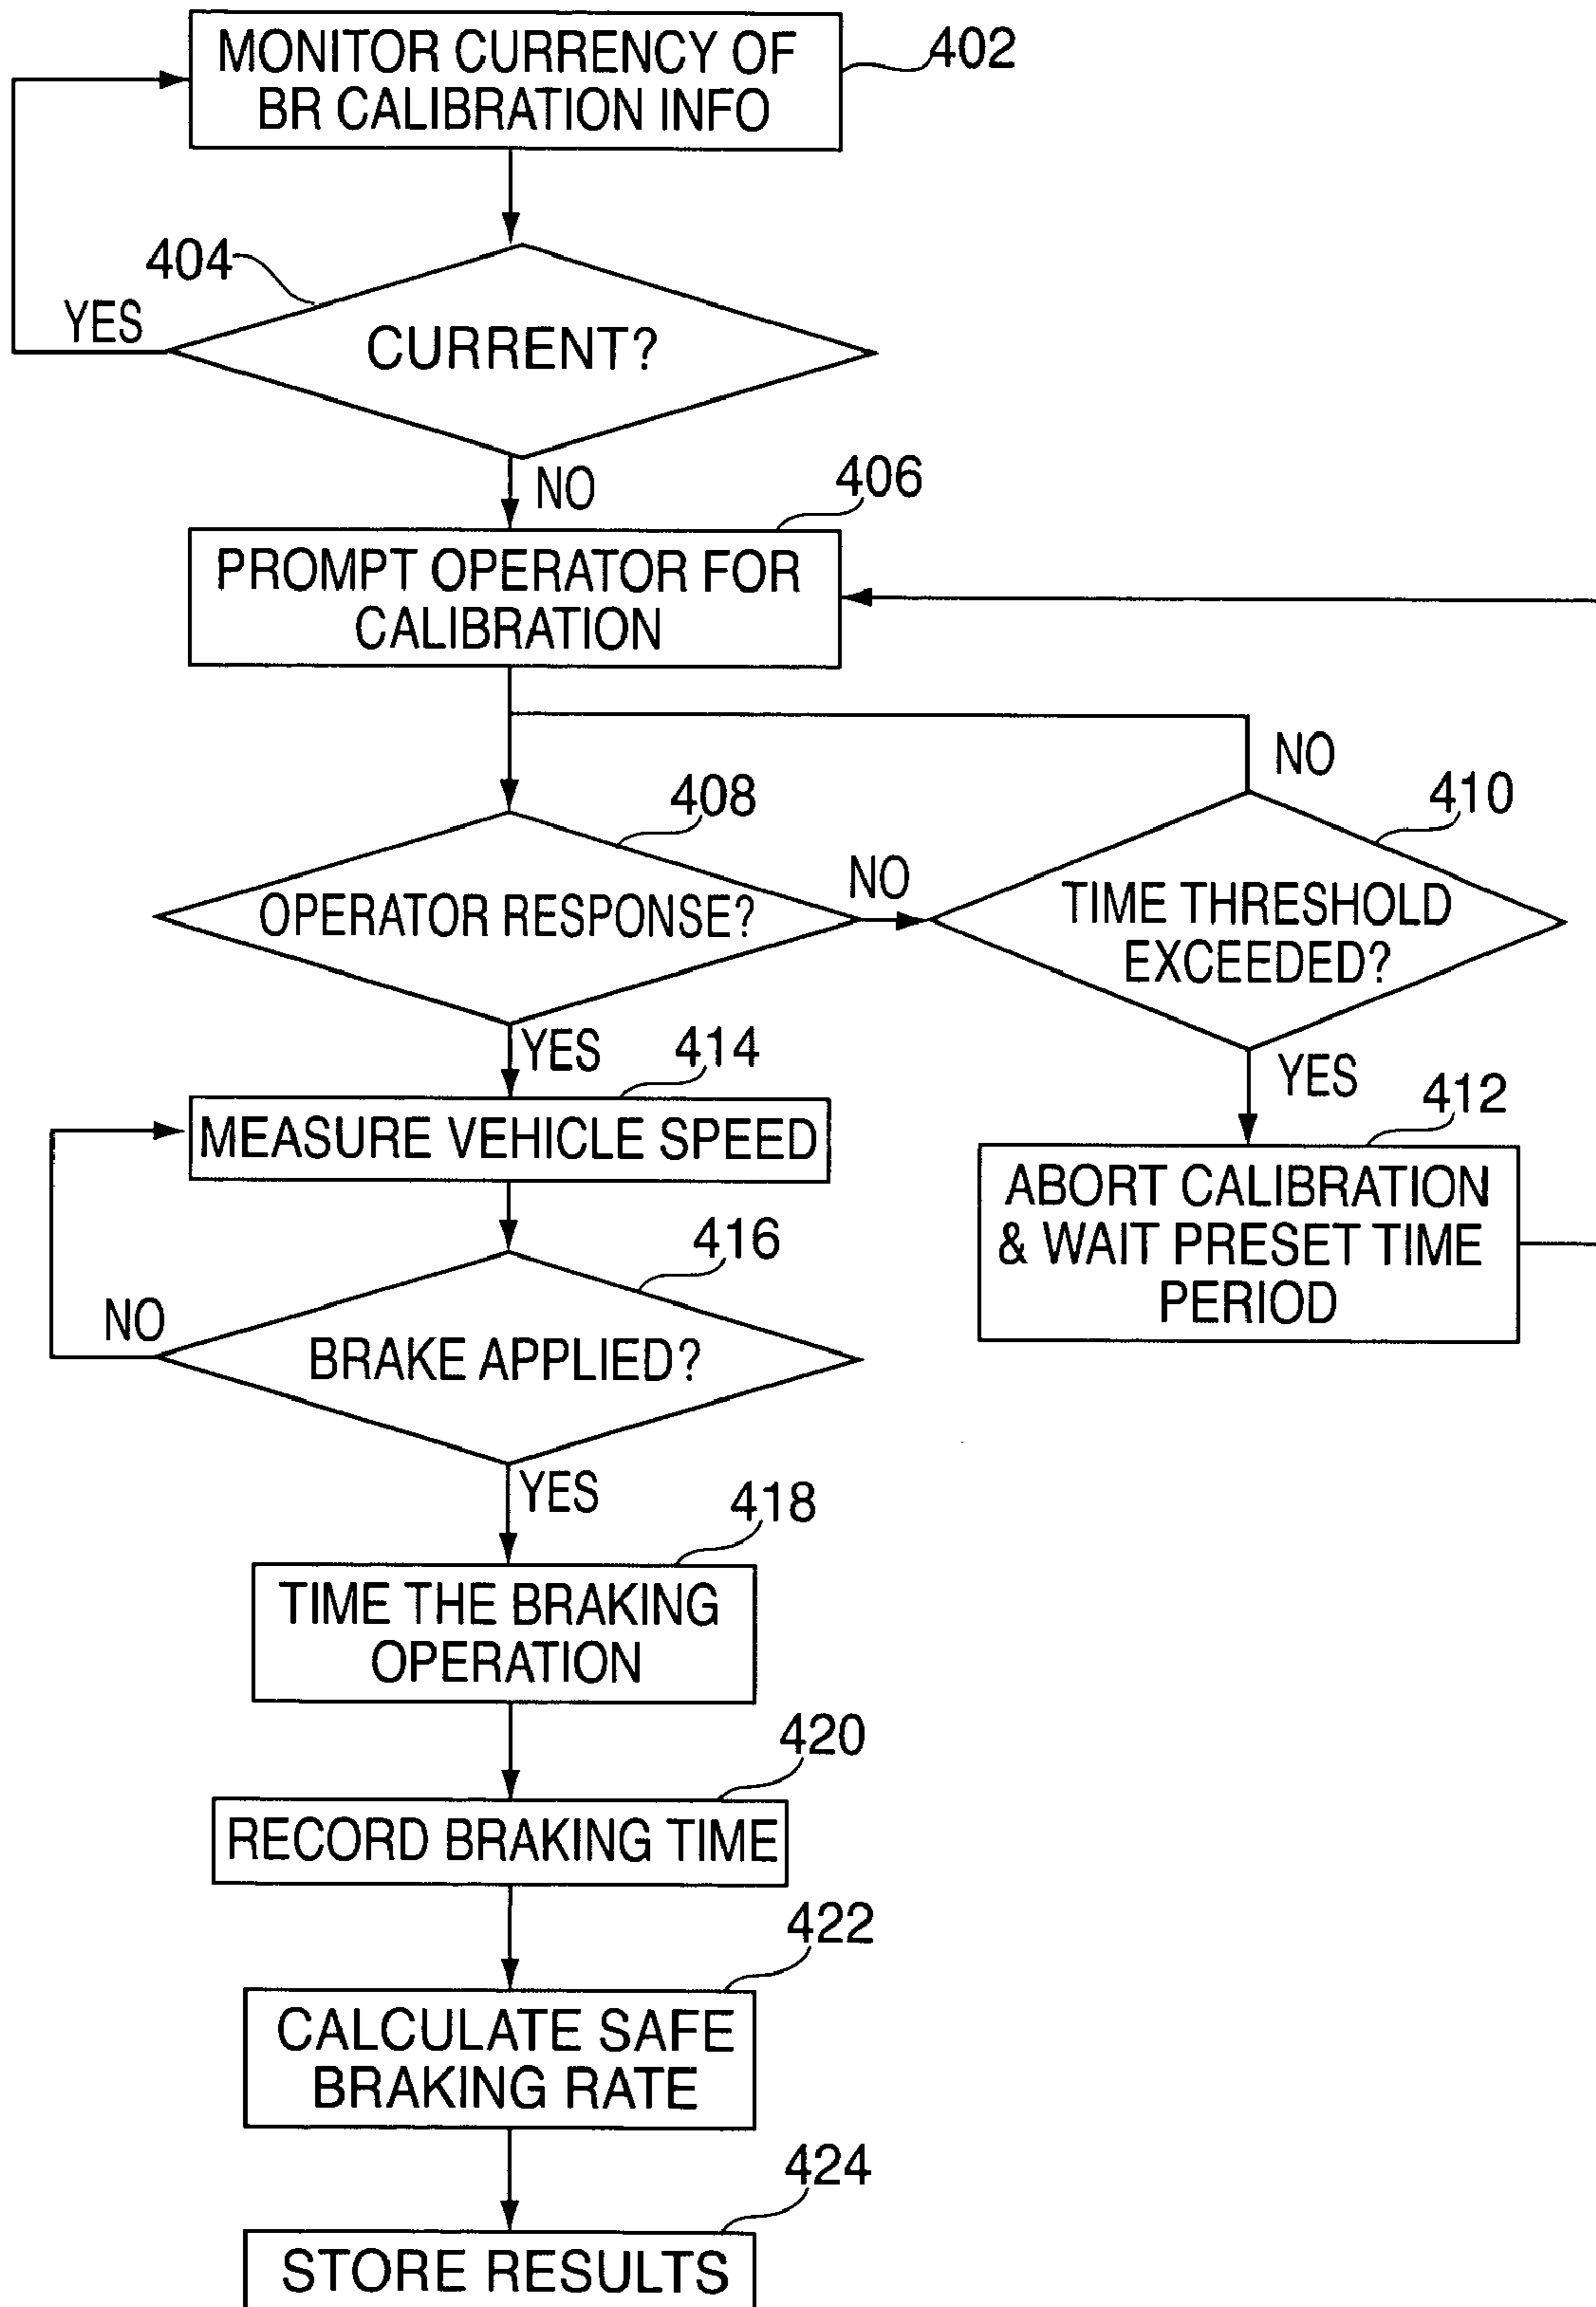 MONITOR CURRENCY OF
BR CALIBRATION INFO
402
404
YES
CURRENT?
NO
406
PROMPT OPERATOR FOR
CALIBRATION
NO
408
410
OPERATOR RESPONSE?
NO
TIME THRESHOLD
EXCEEDED?
YES
414
YES
412
MEASURE VEHICLE SPEED
ABORT CALIBRATION
& WAIT PRESET TIME
PERIOD
416
NO
BRAKE APPLIED?
YES
418
TIME THE BRAKING
OPERATION
420
RECORD BRAKING TIME
422
CALCULATE SAFE
BRAKING RATE
424
STORE RESULTS